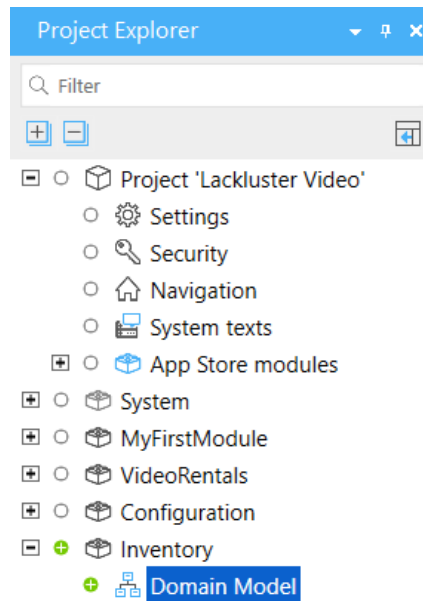 Project Explorer
Filter
Project 'Lackluster Video'
Settings
Security
Navigation
System texts
App Store modules
System
MyFirstModule
VideoRentals
Configuration
Inventory
Domain Model